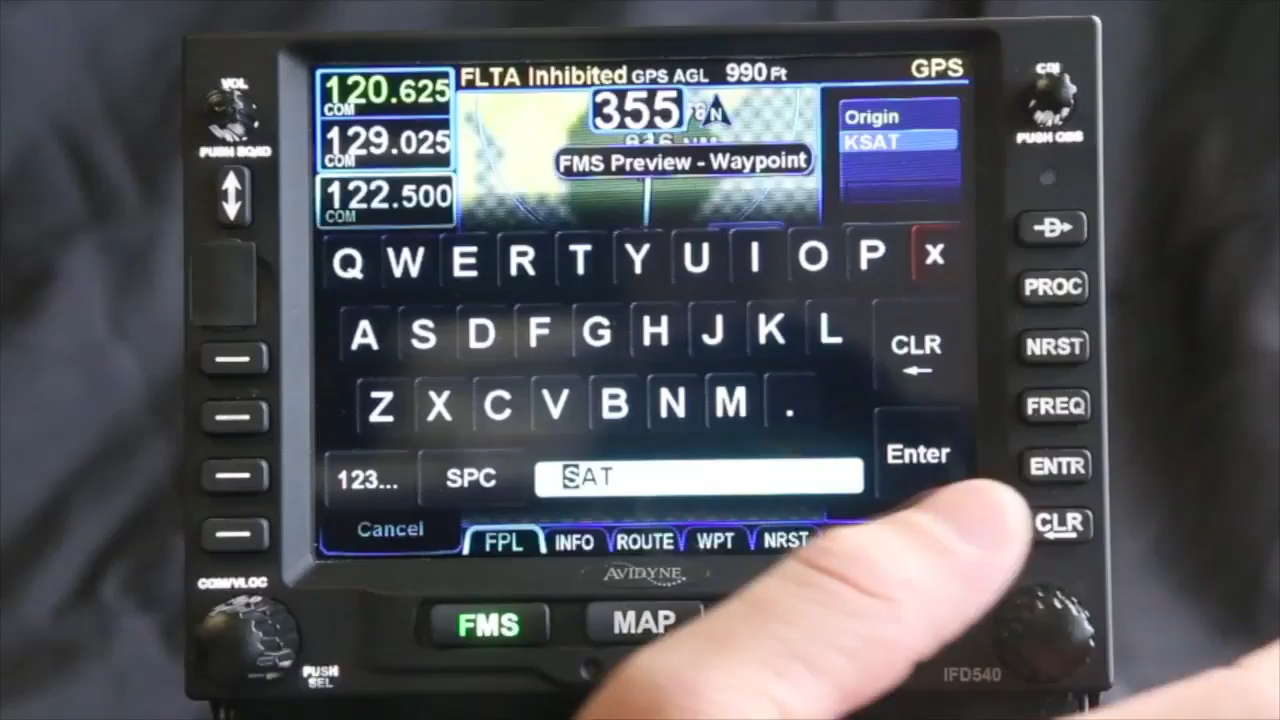 VOL
PUSH SQ/ID
120.625
COM
129.025
COM
122.500
COM
FLTA Inhibited GPS AGL 990 Ft
GPS
355
N
FMS Preview - Waypoint
Origin
KSAT
PUSH OBS
PROC
NRST
FREQ
ENTR
CLR
Q W E R T Y U I O P X
A S D F G H J K L
CLR
Z X C V B N M .
Enter
123... SPC SAT
Cancel
FPL INFO ROUTE WPT NRST
AVIDYNE
COM/VLOC
PUSH
SEL
FMS MAP
IFD540